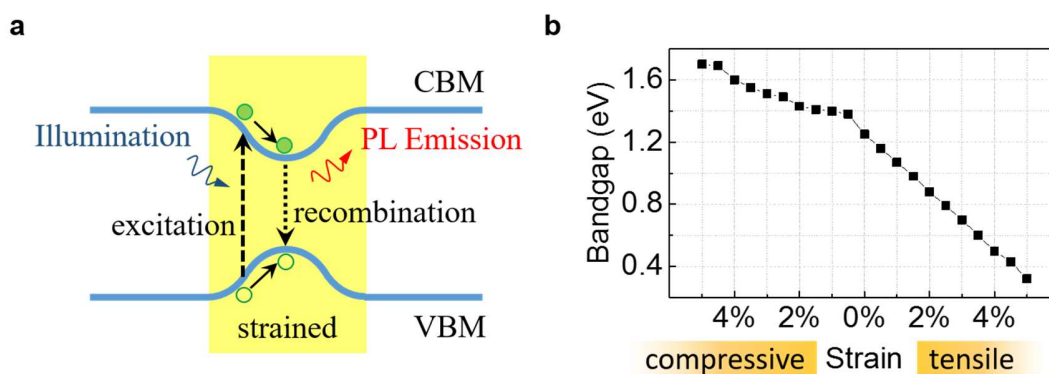 a
CBM
Illumination
PL Emission
excitation
recombination
strained
VBM
b
Bandgap (eV)
1.6
1.2
0.8
0.4
4% 2% 0% 2% 4%
compressive Strain tensile